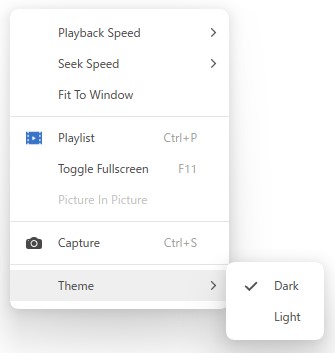 Playback Speed
Seek Speed
Fit To Window
Playlist Ctrl+P
Toggle Fullscreen F11
Picture In Picture
Capture Ctrl+S
Theme
Dark
Light